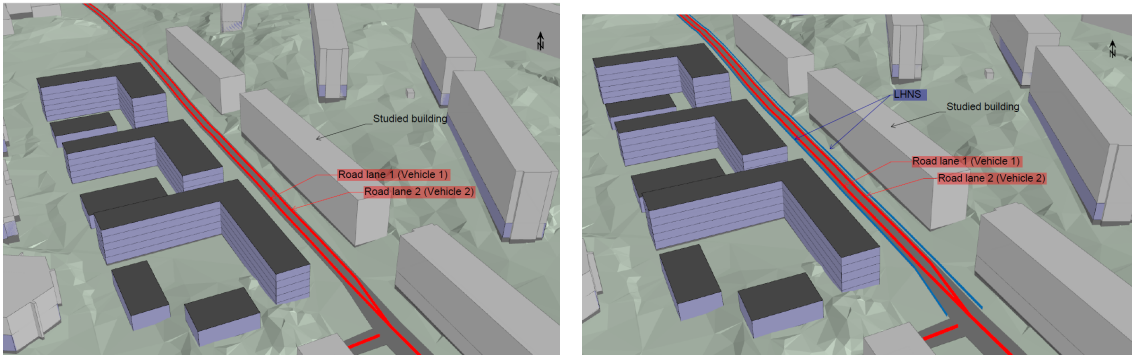 N
Studied building
Road lane 1 (Vehicle 1)
Road lane 2 (Vehicle 2)
N
LHNS
Studied building
Road lane 1 (Vehicle 1)
Road lane 2 (Vehicle 2)